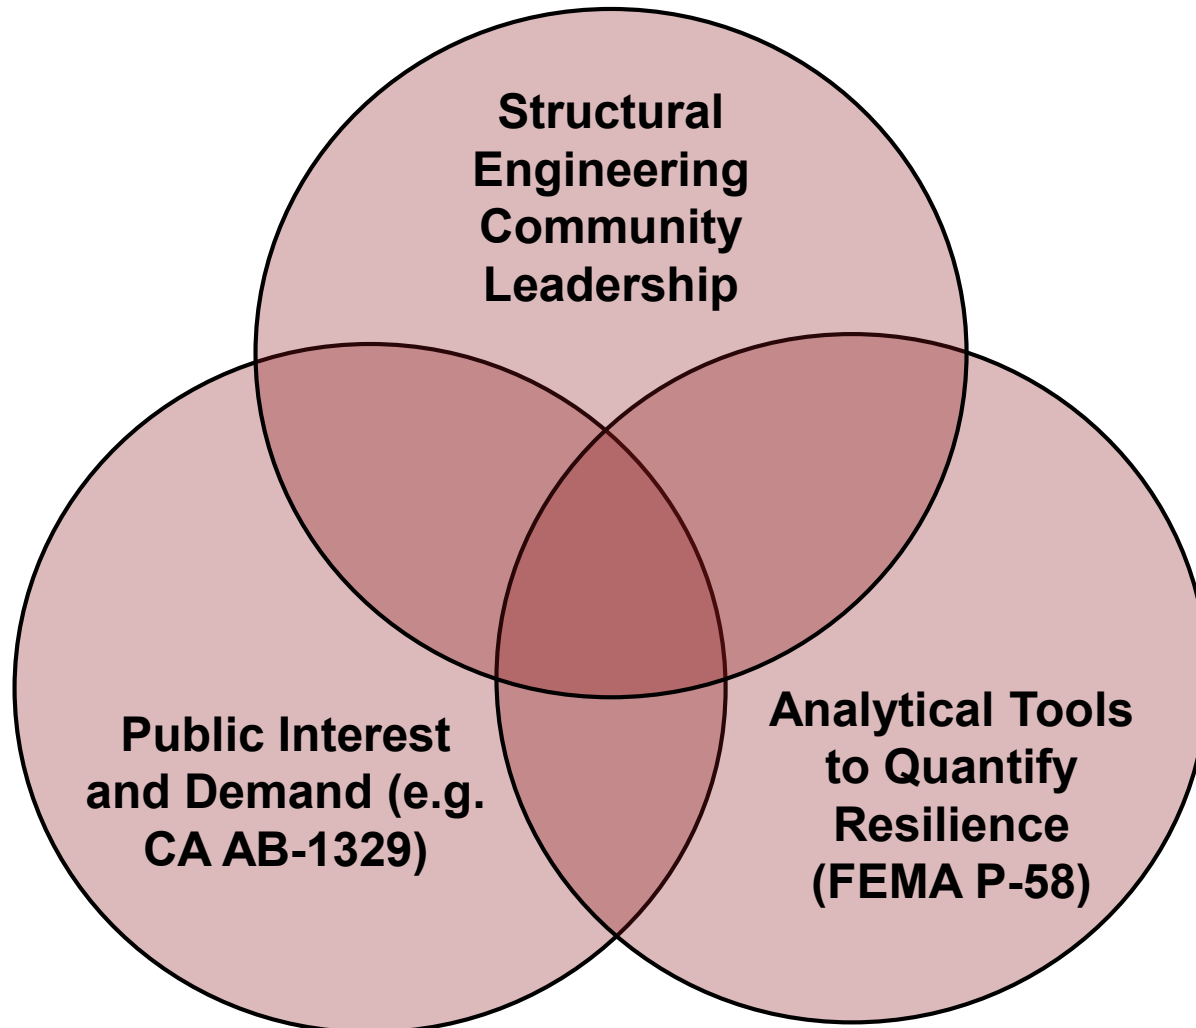 Structural
Engineering
Community
Leadership
Public Interest
and Demand (e.g.
CA AB-1329)
Analytical Tools
to Quantify
Resilience
(FEMA P-58)